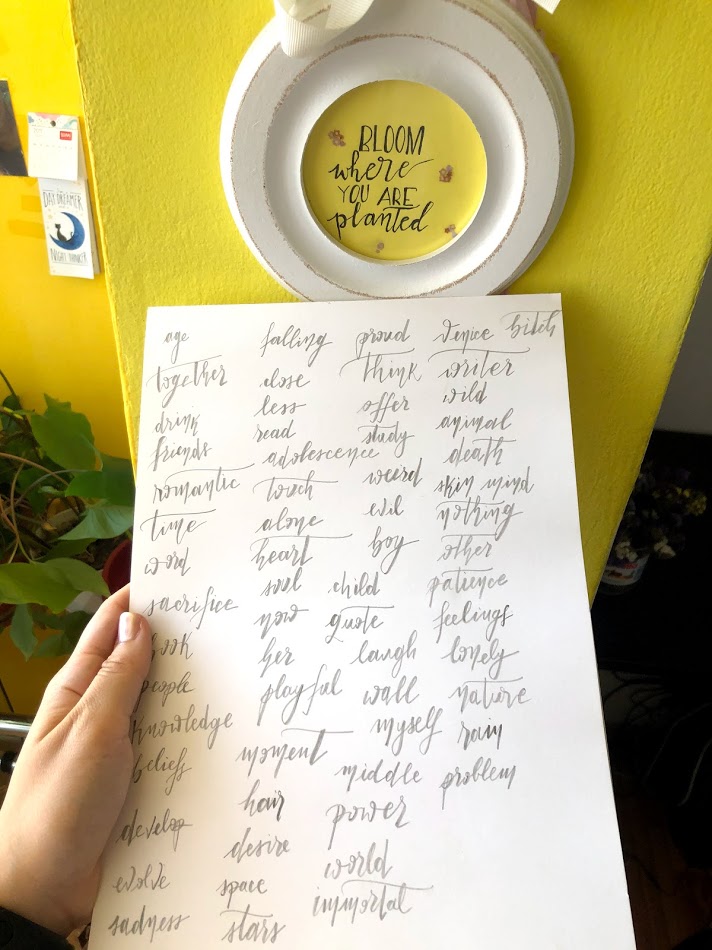 BLOOM
where
YOU ARE
planted
DAY DREAMER
NIGHT THINKER
age
together
drink
friends
romantic
time
word
sacrifice
book
people
knowledge
beliefs
develop
evolve
sadness
falling
close
less
read
adolescence
touch
alone
heart
soul
now
her
playful
moment
hair
desire
space
stars
proud
think
offer
study
weird
evil
boy
child
quote
laugh
wall
myself
middle
power
world
immortal
Venice bitch
writer
wild
animal
death
skin mind
nothing
other
patience
feelings
lovely
nature
rain
problem